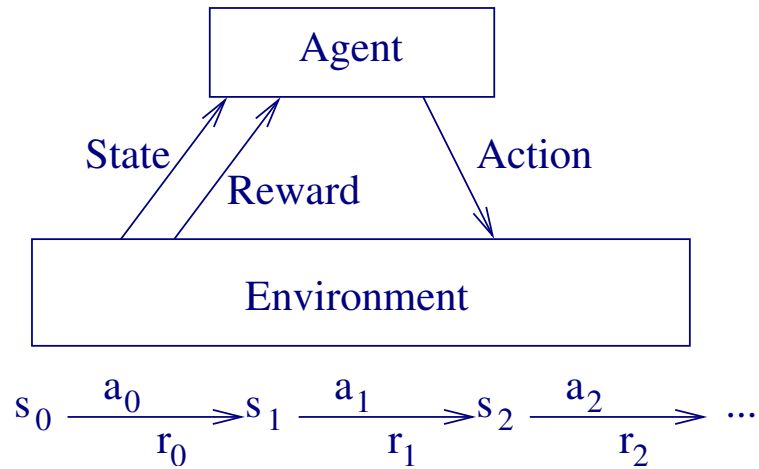 Agent
State
Action
Reward
Environment
a₀ a₁ a₂
s₀ s₁ s₂ ...
r₀ r₁ r₂